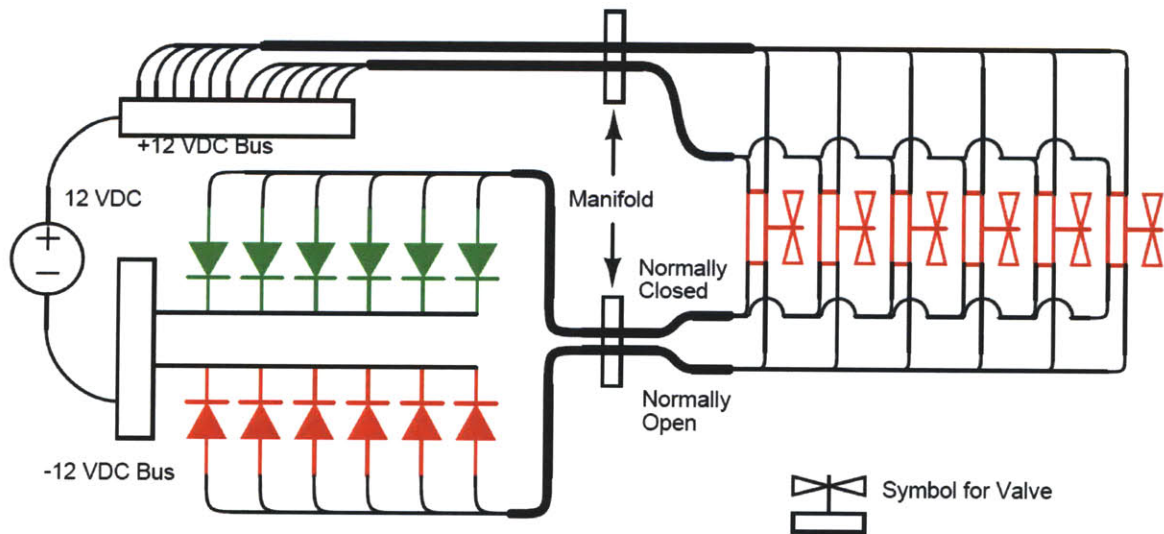 +12 VDC Bus
12 VDC
+
−
Manifold
Normally
Closed
Normally
Open
-12 VDC Bus
Symbol for Valve